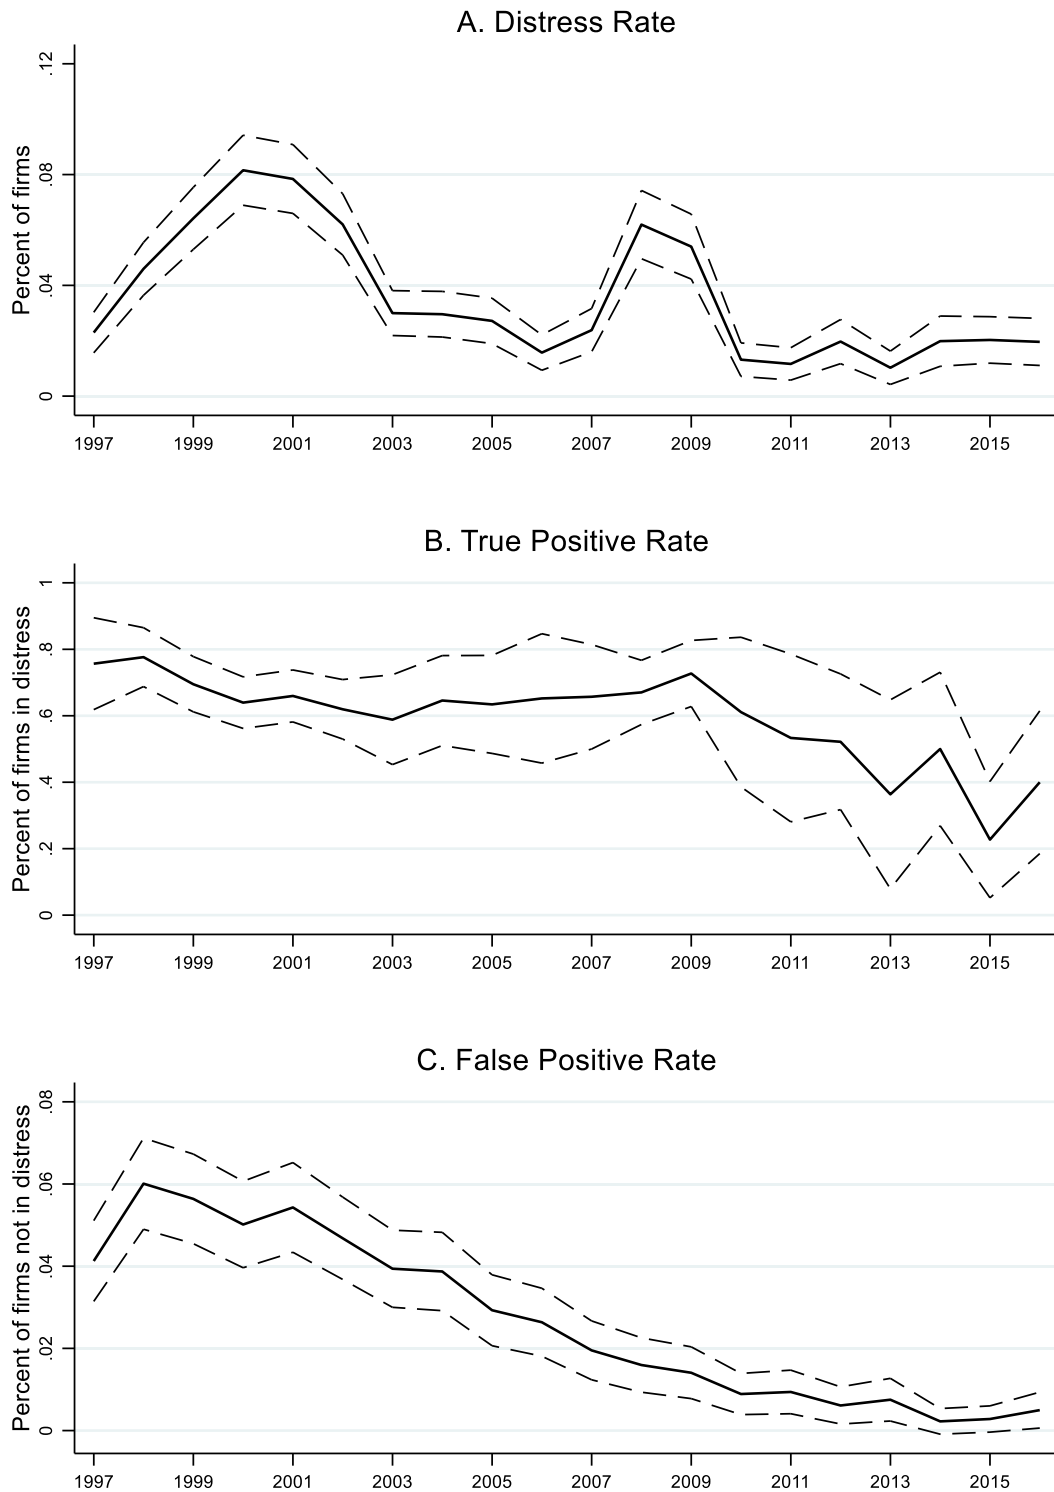 A. Distress Rate
Percent of firms
.12
.08
.04
0
1997 1999 2001 2003 2005 2007 2009 2011 2013 2015
B. True Positive Rate
Percent of firms in distress
1
.8
.6
.4
.2
0
1997 1999 2001 2003 2005 2007 2009 2011 2013 2015
C. False Positive Rate
Percent of firms not in distress
.08
.06
.04
.02
0
1997 1999 2001 2003 2005 2007 2009 2011 2013 2015